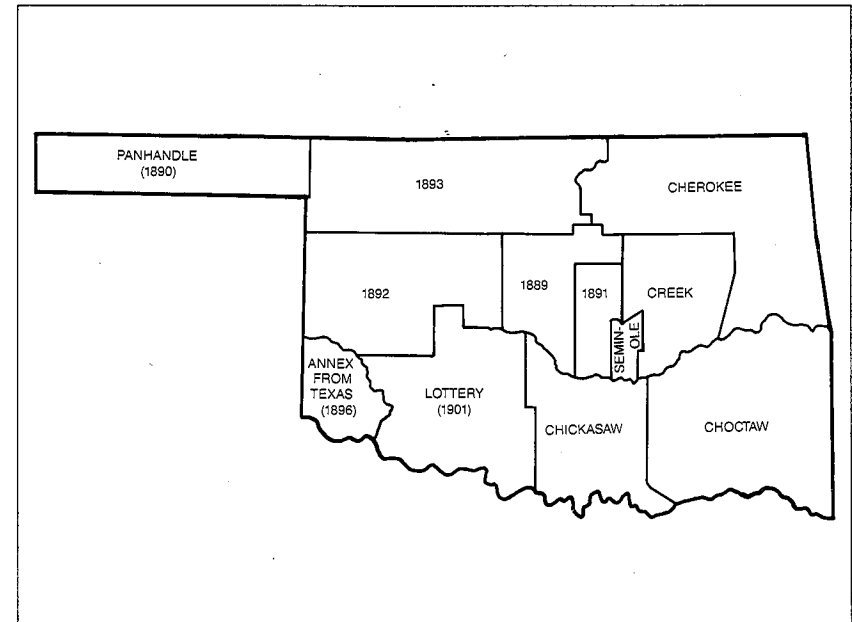 PANHANDLE
(1890)
1893
CHEROKEE
1892
1889
1891
CREEK
SEMIN-
OLE
ANNEX
FROM
TEXAS
(1896)
LOTTERY
(1901)
CHICKASAW
CHOCTAW